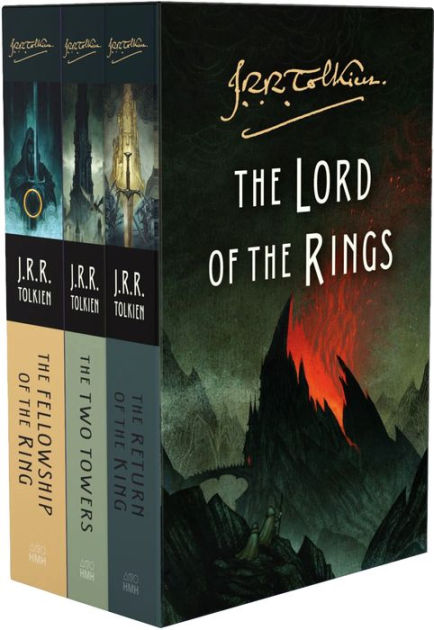 J.R.R. Tolkien
J.R.R.
TOLKIEN
THE FELLOWSHIP
OF THE RING
HMH
J.R.R. Tolkien
J.R.R.
TOLKIEN
THE TWO TOWERS
HMH
J.R.R. Tolkien
J.R.R.
TOLKIEN
THE RETURN
OF THE KING
HMH
J.R.R. Tolkien.
THE LORD
OF THE RINGS